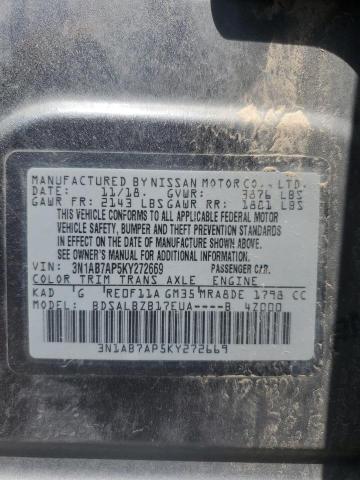 MANUFACTURED BY NISSAN MOTOR CO., LTD.
DATE: 11/18. GVWR: 3876 LBS
GAWR FR: 2143 LBS GAWR RR: 1801 LBS
THIS VEHICLE CONFORMS TO ALL APPLICABLE FEDERAL MOTOR
VEHICLE SAFETY, BUMPER AND THEFT PREVENTION STANDARDS
IN EFFECT ON THE DATE OF MANUFACTURE SHOWN ABOVE.
SEE OWNER'S MANUAL FOR ADDITIONAL INFORMATION.
VIN: 3N1AB7AP5KY272669 PASSENGER CAR.
COLOR TRIM TRANS AXLE ENGINE
KAD G RE0F11A GM35 MRA8DE 1798 CC
MODEL: BDSALBZB17EUA----B 47000
3N1AB7AP5KY272669